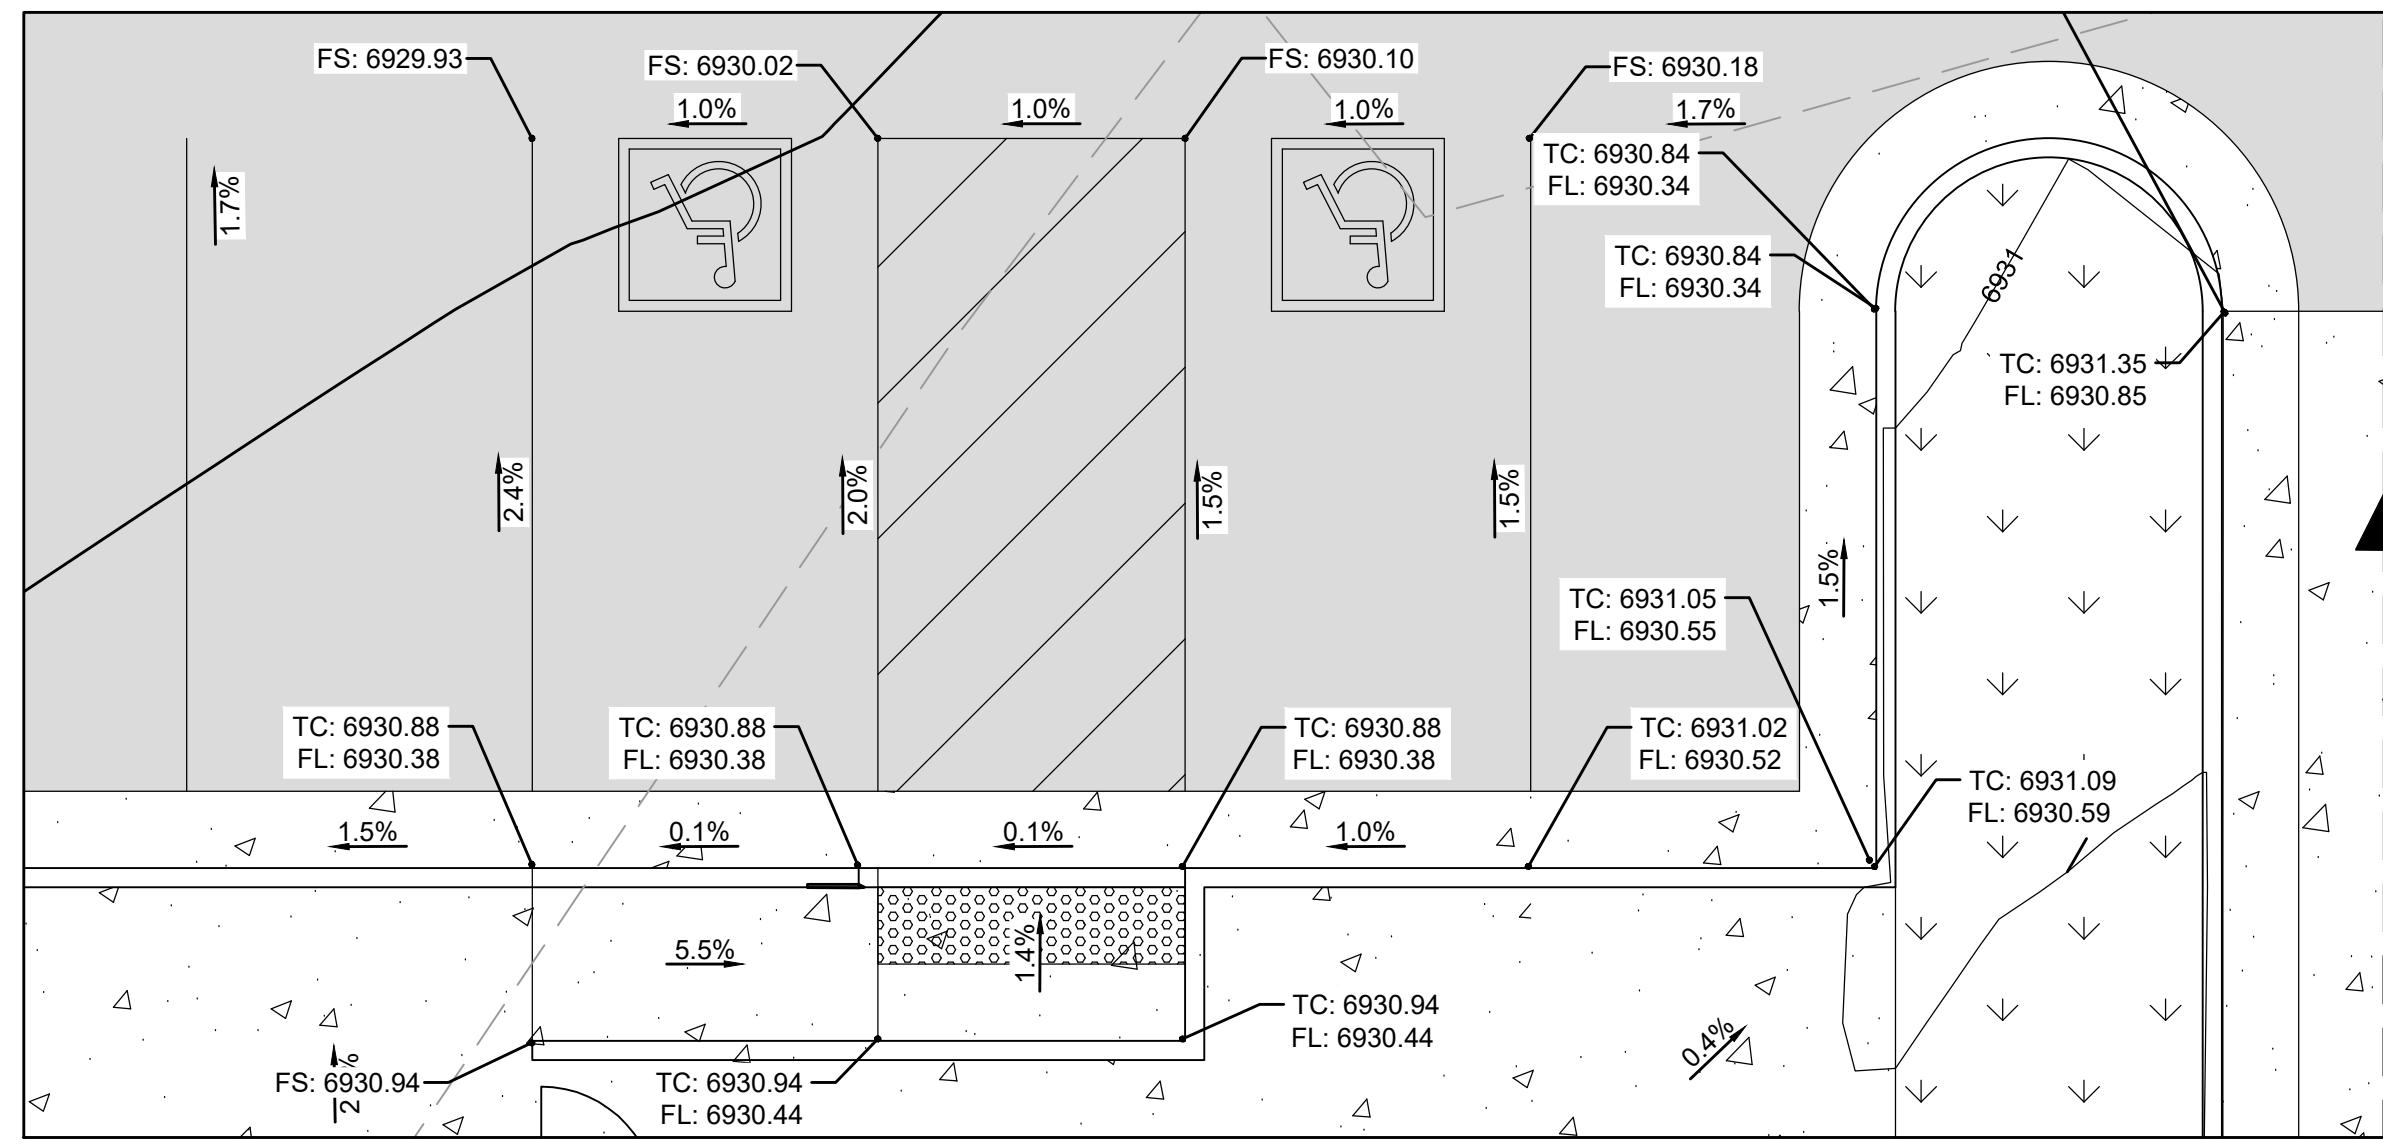 FS: 6929.93
FS: 6930.02
FS: 6930.10
FS: 6930.18
1.0%
1.0%
1.0%
1.7%
TC: 6930.84
FL: 6930.34
1.7%
TC: 6930.84
FL: 6930.34
6931
TC: 6931.35
FL: 6930.85
2.4%
2.0%
1.5%
1.5%
1.5%
TC: 6931.05
FL: 6930.55
TC: 6930.88
FL: 6930.38
TC: 6930.88
FL: 6930.38
TC: 6930.88
FL: 6930.38
TC: 6931.02
FL: 6930.52
TC: 6931.09
FL: 6930.59
1.5%
0.1%
0.1%
1.0%
5.5%
1.4%
TC: 6930.94
FL: 6930.44
0.4%
FS: 6930.94
TC: 6930.94
FL: 6930.44